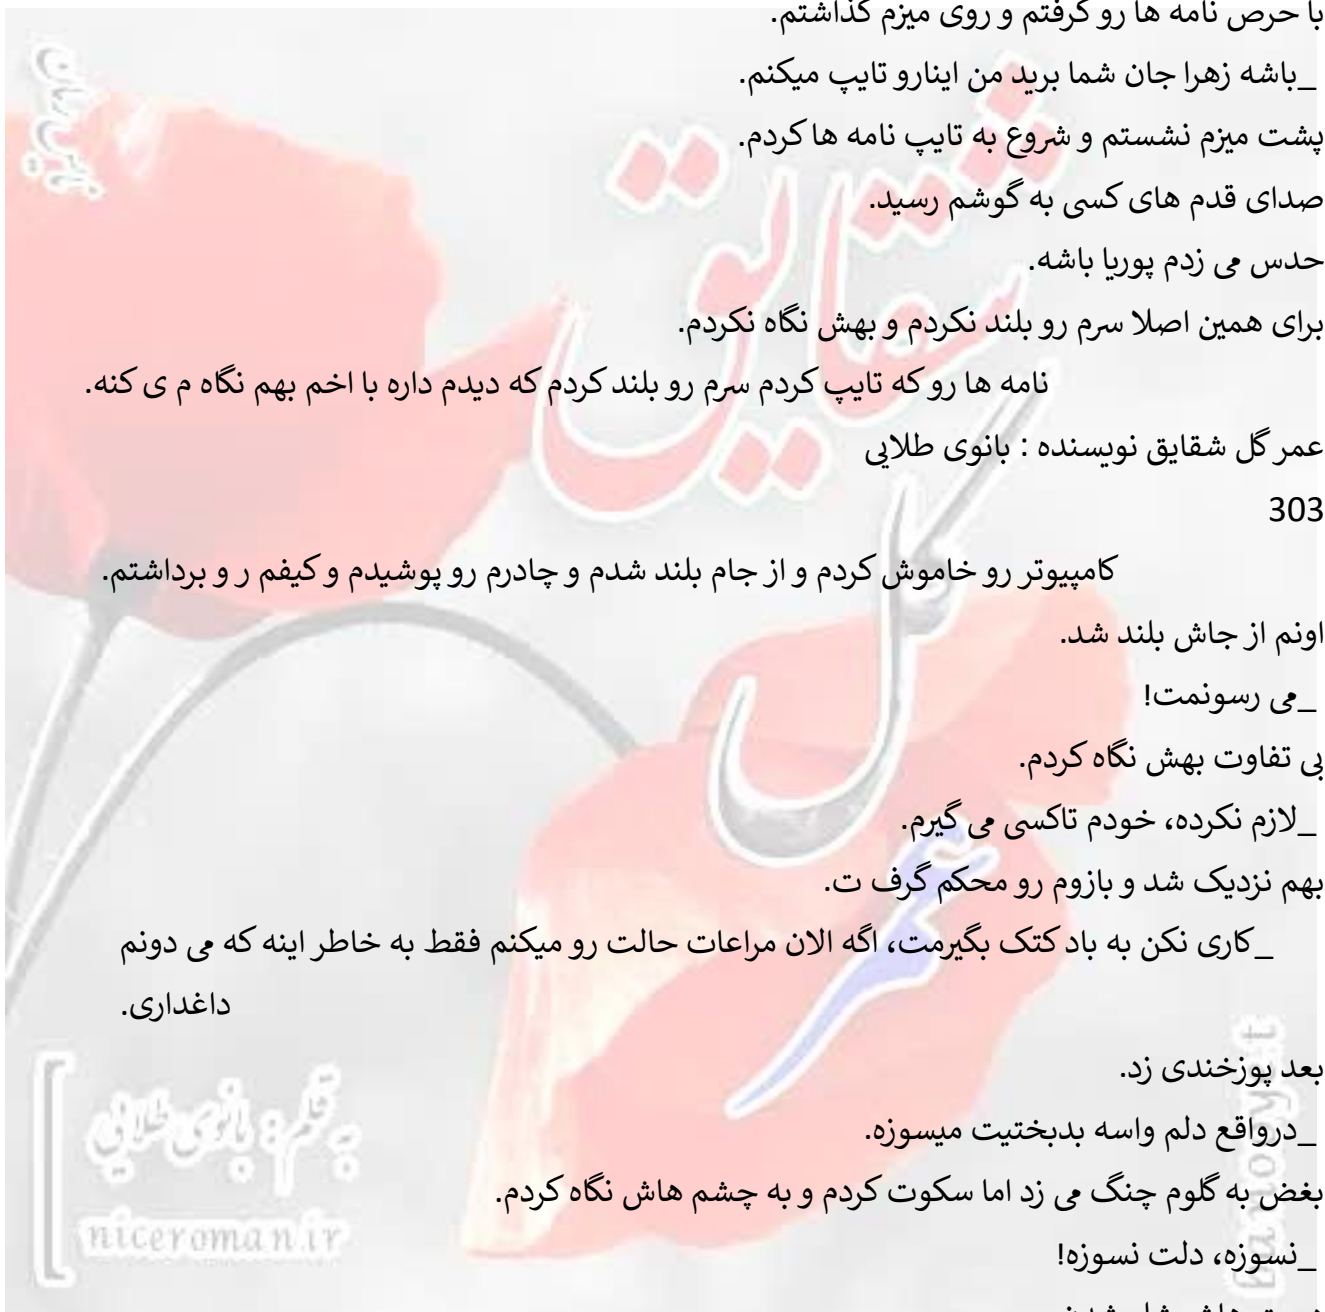 با حرص نامه ها رو گرفتم و روی میزم گذاشتم.
_باشه زهرا جان شما برید من اینارو تایپ میکنم.
پشت میزم نشستم و شروع به تایپ نامه ها کردم.
صدای قدم های کسی به گوشم رسید.
حدس می زدم پوریا باشه.
برای همین اصلا سرم رو بلند نکردم و بهش نگاه نکردم.
نامه ها رو که تایپ کردم سرم رو بلند کردم که دیدم داره با اخم بهم نگاه م ی کنه.
عمر گل شقایق نویسنده : بانوی طلایی
303
کامپیوتر رو خاموش کردم و از جام بلند شدم و چادرم رو پوشیدم و کیفم ر و برداشتم.
اونم از جاش بلند شد.
_می رسونمت!
بی تفاوت بهش نگاه کردم.
_لازم نکرده، خودم تاکسی می گیرم.
بهم نزدیک شد و بازوم رو محکم گرف ت.
_کاری نکن به باد کتک بگیرمت، اگه الان مراعات حالت رو میکنم فقط به خاطر اینه که می دونم
داغداری.
بعد پوزخندی زد.
_درواقع دلم واسه بدبختیت میسوزه.
بغض به گلوم چنگ می زد اما سکوت کردم و به چشم هاش نگاه کردم.
_نسوزه، دلت نسوزه!
شقایق
گل
عمر
به قلم : بانوی طلایی
niceroman.ir